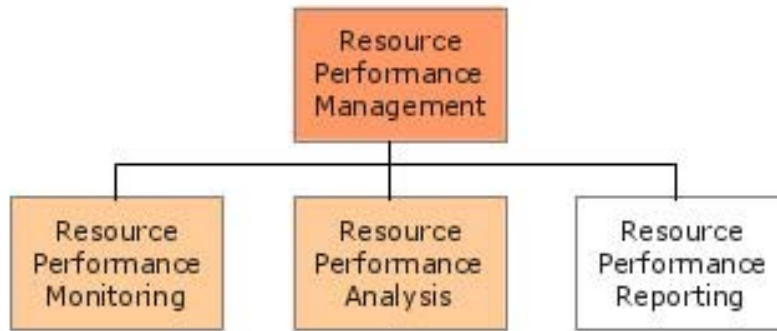 Resource
Performance
Management
Resource
Performance
Monitoring
Resource
Performance
Analysis
Resource
Performance
Reporting